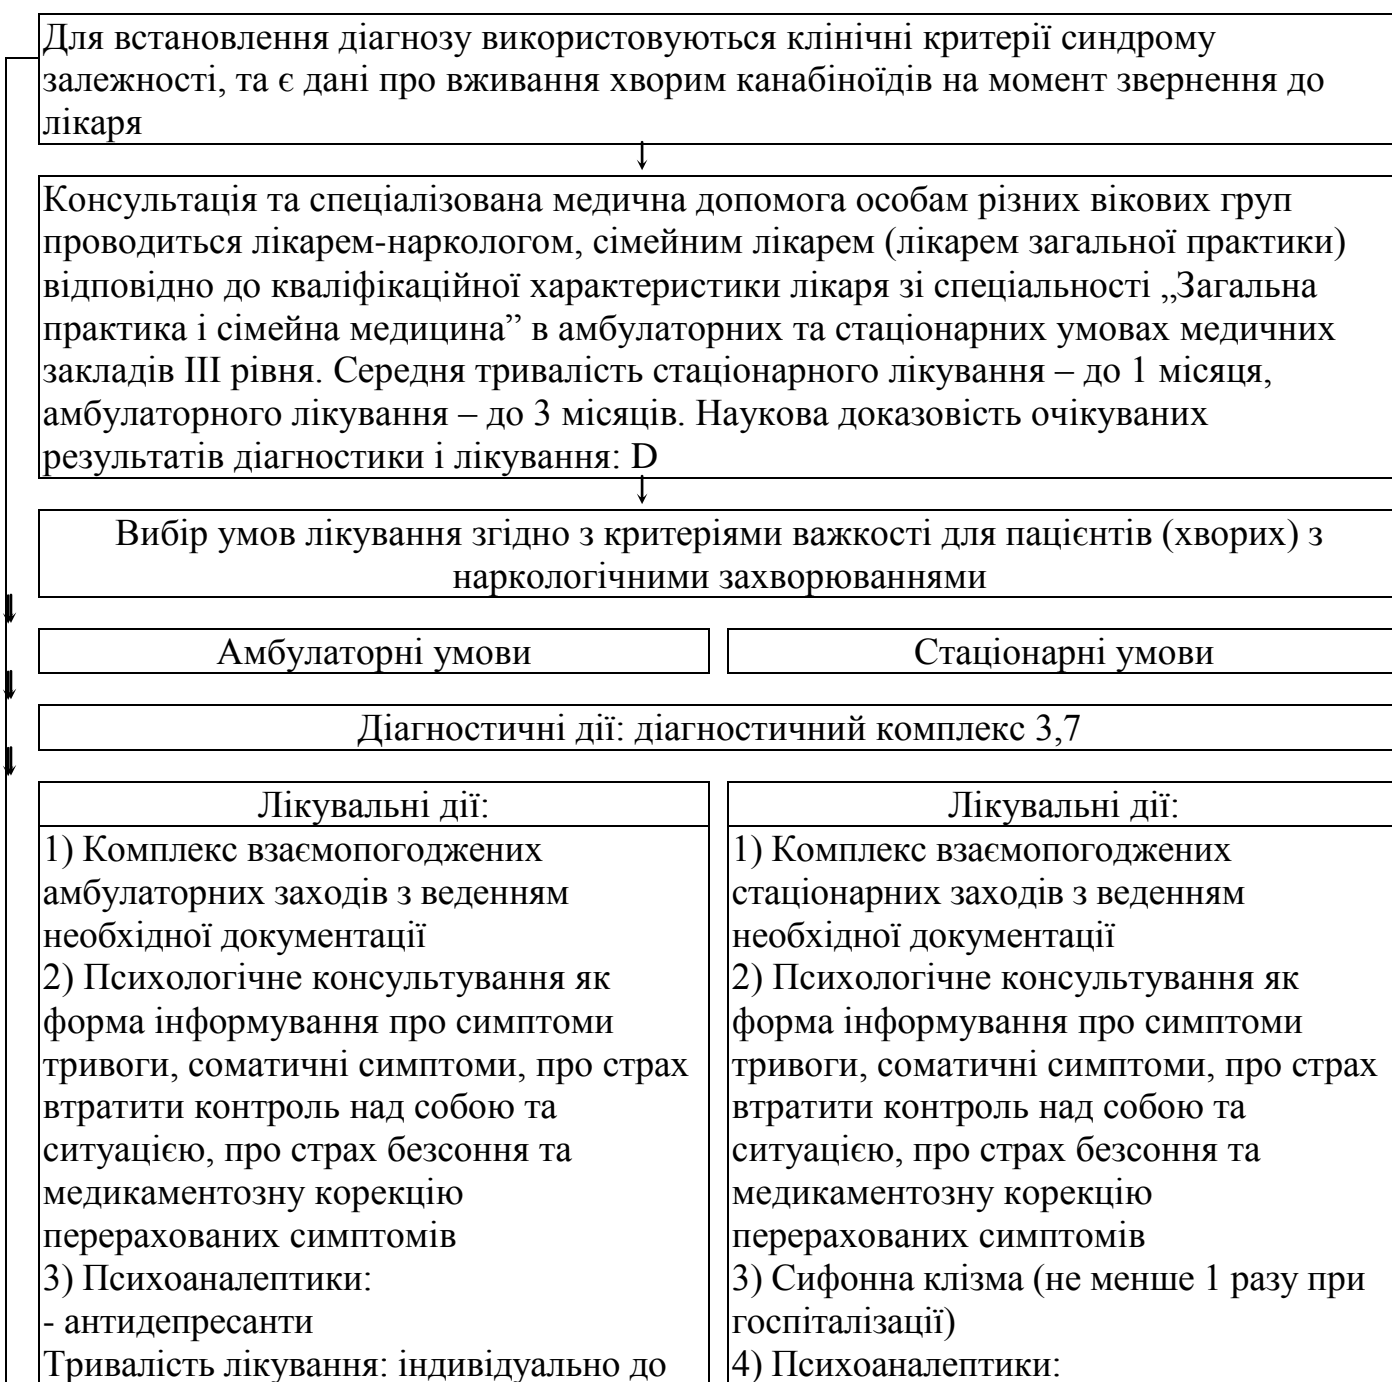 Для встановлення діагнозу використовуються клінічні критерії синдрому
залежності, та є дані про вживання хворим канабіноїдів на момент звернення до
лікаря
Консультація та спеціалізована медична допомога особам різних вікових груп
проводиться лікарем-наркологом, сімейним лікарем (лікарем загальної практики)
відповідно до кваліфікаційної характеристики лікаря зі спеціальності „Загальна
практика і сімейна медицина” в амбулаторних та стаціонарних умовах медичних
закладів III рівня. Середня тривалість стаціонарного лікування – до 1 місяця,
амбулаторного лікування – до 3 місяців. Наукова доказовість очікуваних
результатів діагностики і лікування: D
Вибір умов лікування згідно з критеріями важкості для пацієнтів (хворих) з
наркологічними захворюваннями
Амбулаторні умови
Стаціонарні умови
Діагностичні дії: діагностичний комплекс 3,7
Лікувальні дії:
1) Комплекс взаємопогоджених
амбулаторних заходів з веденням
необхідної документації
2) Психологічне консультування як
форма інформування про симптоми
тривоги, соматичні симптоми, про страх
втратити контроль над собою та
ситуацією, про страх безсоння та
медикаментозну корекцію
перерахованих симптомів
3) Психоаналептики:
- антидепресанти
Тривалість лікування: індивідуально до
Лікувальні дії:
1) Комплекс взаємопогоджених
стаціонарних заходів з веденням
необхідної документації
2) Психологічне консультування як
форма інформування про симптоми
тривоги, соматичні симптоми, про страх
втратити контроль над собою та
ситуацією, про страх безсоння та
медикаментозну корекцію
перерахованих симптомів
3) Сифонна клізма (не менше 1 разу при
госпіталізації)
4) Психоаналептики: